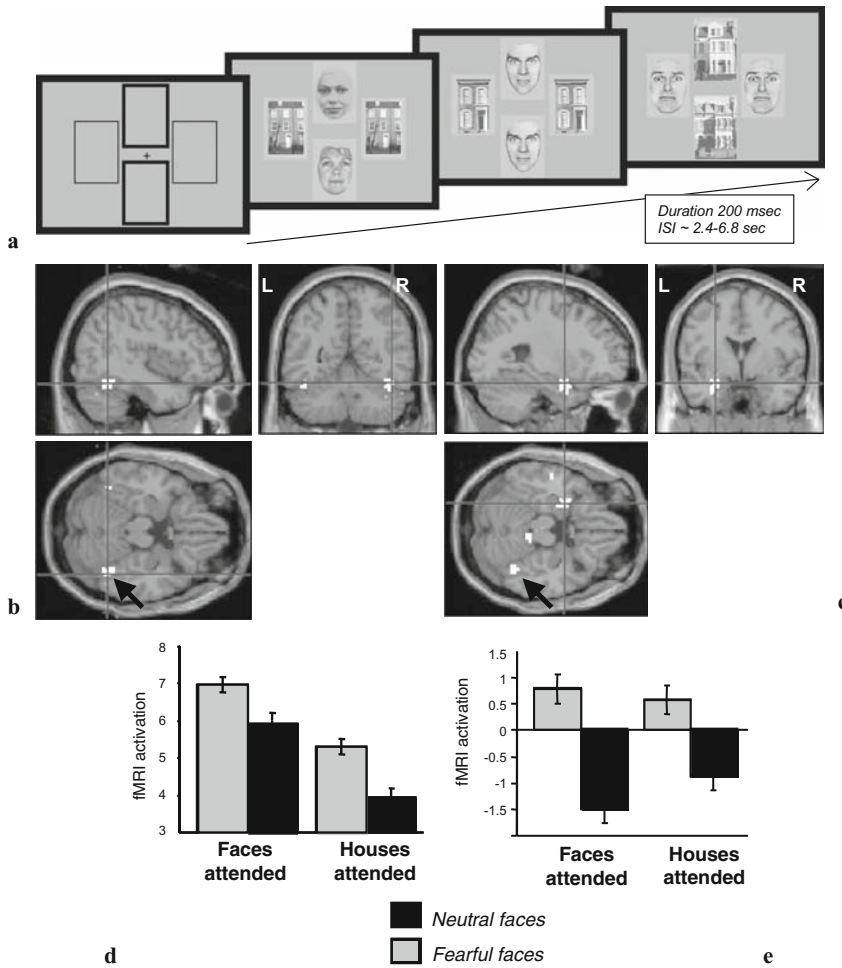 Duration 200 msec
ISI ~ 2.4-6.8 sec
a
L R
L R
b
8
7
6
5
4
3
fMRI activation
Faces attended
Houses attended
d
1.5
1
0.5
0
-0.5
-1
-1.5
fMRI activation
Faces attended
Houses attended
e
Neutral faces
Fearful faces